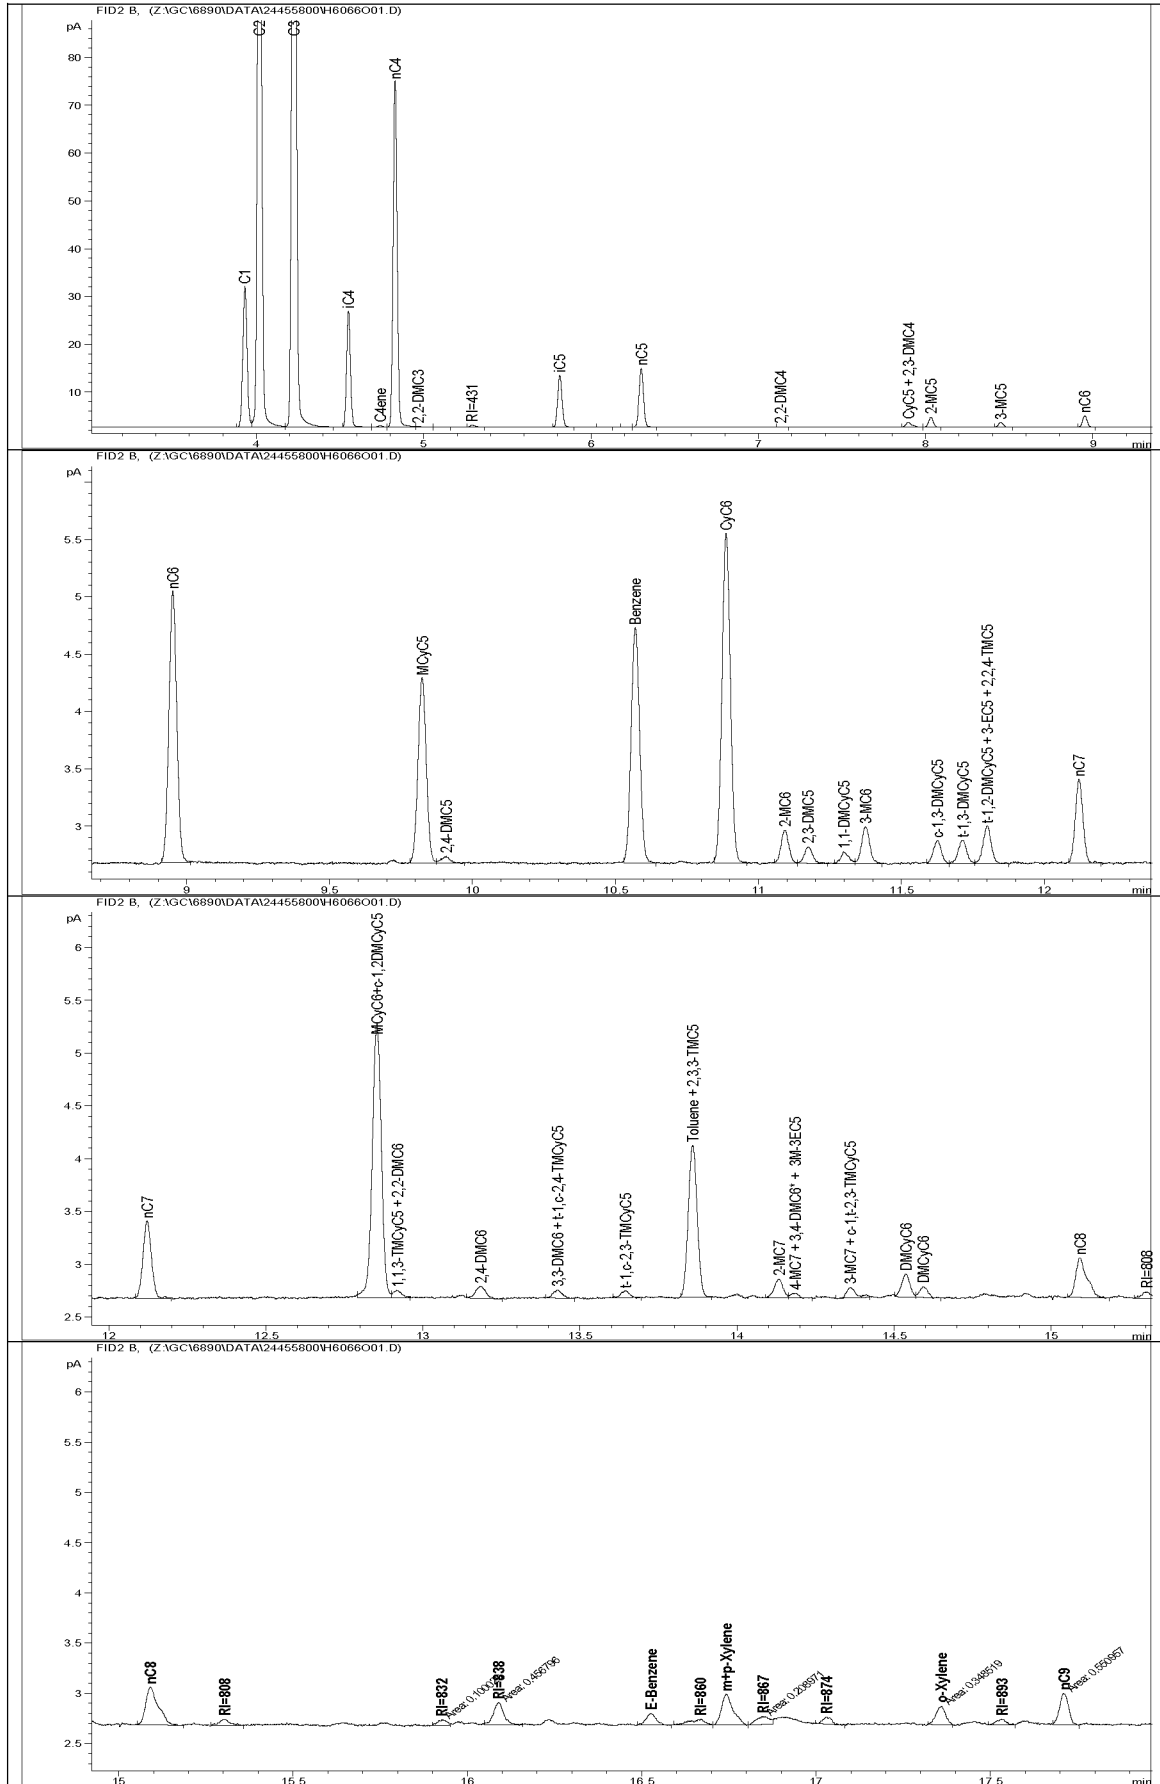 FID2 B, (Z:\GC\6890\DATA\24455800\H6066O01.D)
pA
80
70
60
50
40
30
20
10
C1
C2
C3
iC4
C4ene
nC4
2,2-DMC3
RI=431
iC5
nC5
2,2-DMC4
CyC5 + 2,3-DMC4
2-MC5
3-MC5
nC6
4 5 6 7 8 9 min
FID2 B, (Z:\GC\6890\DATA\24455800\H6066O01.D)
pA
5.5
5
4.5
4
3.5
3
nC6
MCyC5
2,4-DMC5
Benzene
CyC6
2-MC6
2,3-DMC5
1,1-DMCyC5
3-MC6
c-1,3-DMCyC5
t-1,3-DMCyC5
t-1,2-DMCyC5 + 3-EC5 + 2,2,4-TMC5
nC7
9 9.5 10 10.5 11 11.5 12 min
FID2 B, (Z:\GC\6890\DATA\24455800\H6066O01.D)
pA
6
5.5
5
4.5
4
3.5
3
2.5
nC7
MCyC6+c-1,2DMCyC5
1,1,3-TMCyC5 + 2,2-DMC6
2,4-DMC6
3,3-DMC6 + t-1,c-2,4-TMCyC5
t-1,c-2,3-TMCyC5
Toluene + 2,3,3-TMC5
2-MC7
4-MC7 + 3,4-DMC6* + 3M-3EC5
3-MC7 + c-1,t-2,3-TMCyC5
DMCyC6
DMCyC6
nC8
RI=808
12 12.5 13 13.5 14 14.5 15 min
FID2 B, (Z:\GC\6890\DATA\24455800\H6066O01.D)
pA
6
5.5
5
4.5
4
3.5
3
2.5
nC8
RI=808
RI=832
RI=838
Area: 0.456796
E-Benzene
RI=860
m+p-Xylene
RI=867
Area: 0.208971
RI=874
o-Xylene
Area: 0.348519
RI=893
nC9
Area: 0.550957
15 15.5 16 16.5 17 17.5 min